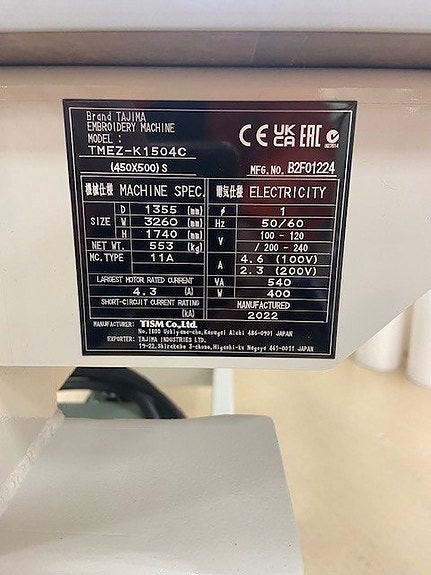 Brand TAJIMA
EMBROIDERY MACHINE
MODEL :
TMEZ-K1504C
(450X500) S
CE UK CA EAC
MFG.NO. B2F01224
機械仕様 MACHINE SPEC. 電気仕様 ELECTRICITY
SIZE D 1355 (mm) φ 1
W 3260 (mm) Hz 50/60
H 1740 (mm) V 100 - 120
NET WT. 553 (kg) / 200 - 240
MC.TYPE 11A A 4.6 (100V)
2.3 (200V)
LARGEST MOTOR RATED CURRENT VA 540
4.3 (A) W 400
SHORT-CIRCUIT CURRENT RATING MANUFACTURED
(kA) 2022
MANUFACTURER: TISM Co.,Ltd.
No.1800 Ushiyama-cho, Kasugai Aichi 486-0901 JAPAN
EXPORTER: TAJIMA INDUSTRIES LTD.
19-22, Shirakabe 3-chome, Higashi-ku Nagoya 461-0011 JAPAN